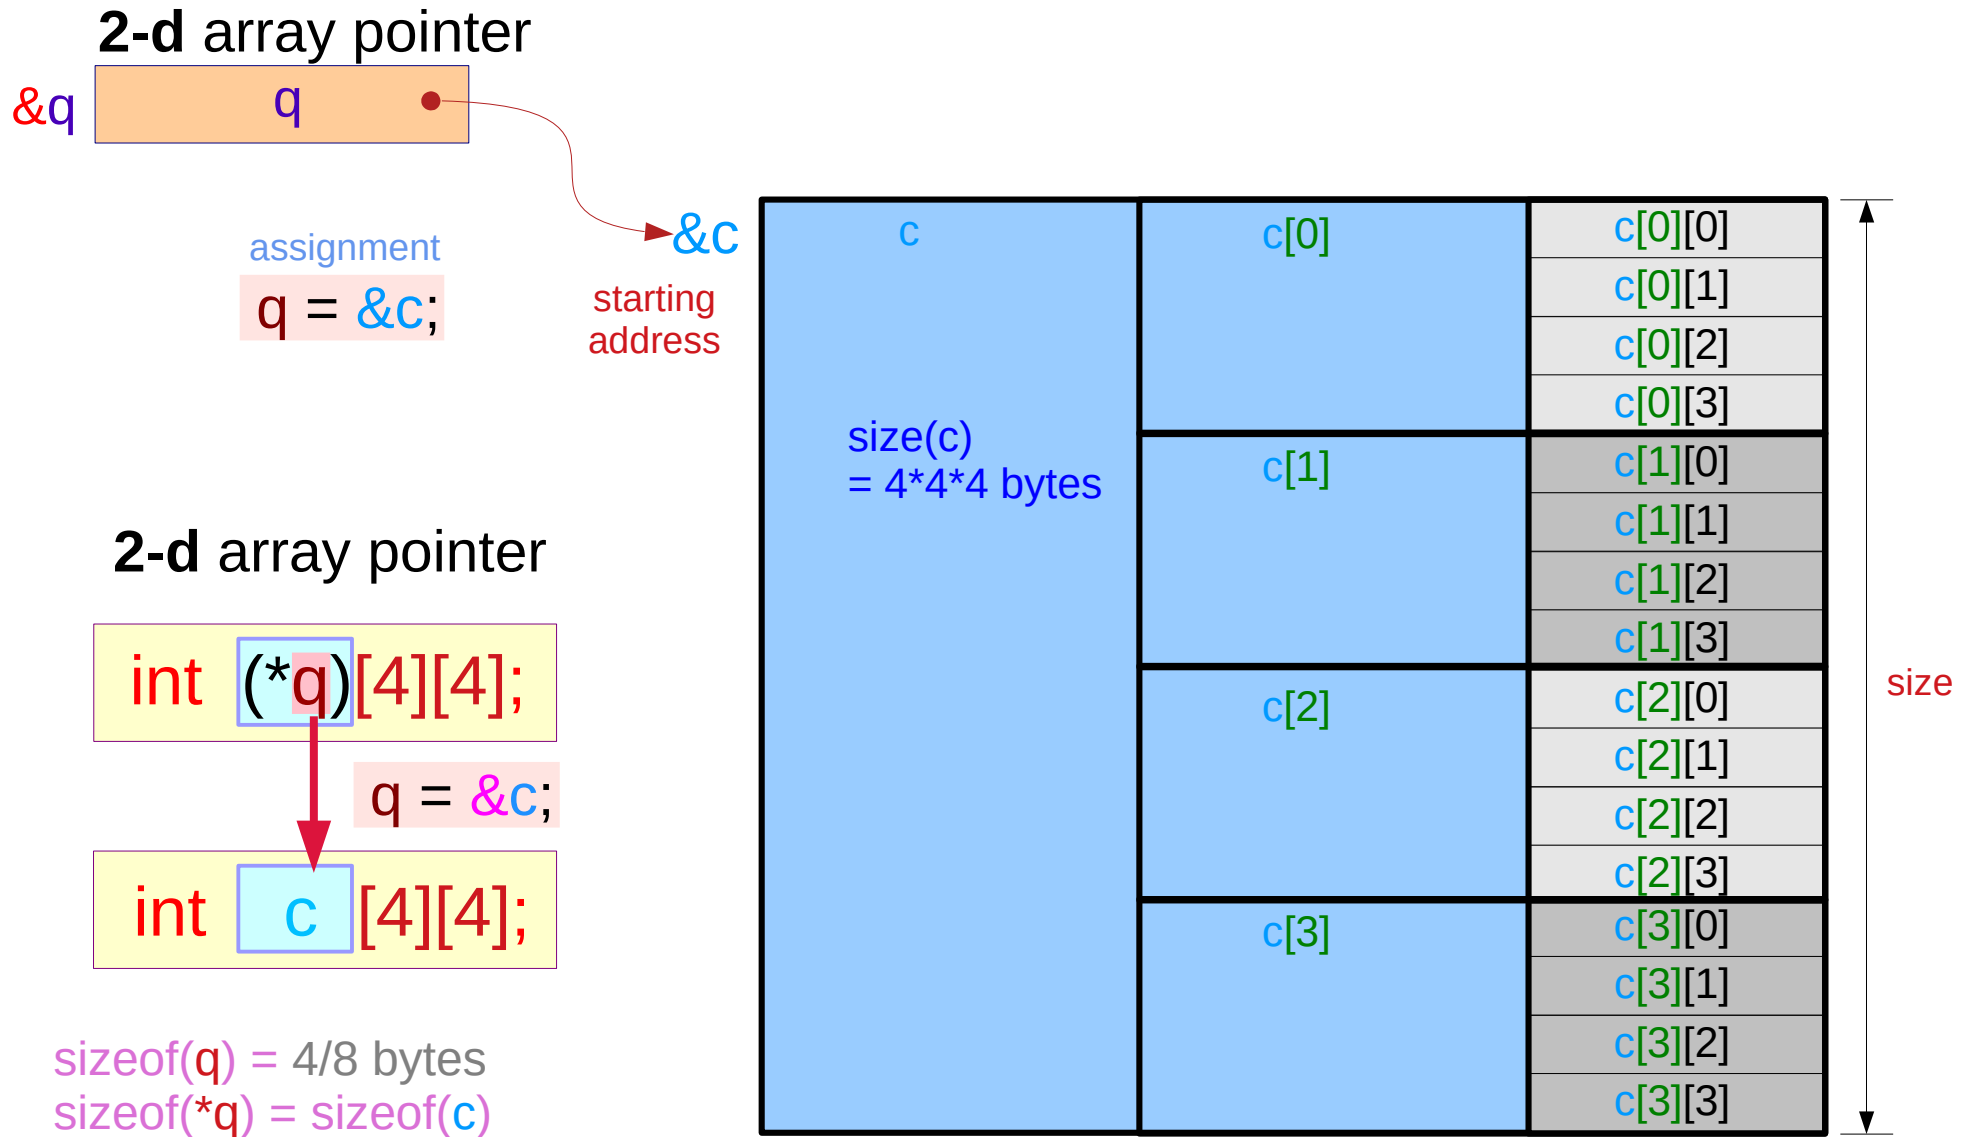 2-d array pointer
&q
q
&c
assignment
q = &c;
starting
address
c
size(c)
= 4*4*4 bytes
c[0]
c[1]
c[2]
c[3]
c[0][0]
c[0][1]
c[0][2]
c[0][3]
c[1][0]
c[1][1]
c[1][2]
c[1][3]
c[2][0]
c[2][1]
c[2][2]
c[2][3]
c[3][0]
c[3][1]
c[3][2]
c[3][3]
size
2-d array pointer
int (*q)[4][4];
q = &c;
int c [4][4];
sizeof(q) = 4/8 bytes
sizeof(*q) = sizeof(c)